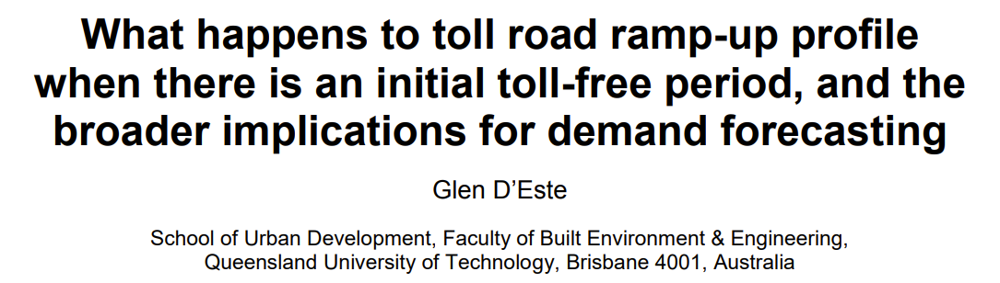 What happens to toll road ramp-up profile
when there is an initial toll-free period, and the
broader implications for demand forecasting
Glen D’Este
School of Urban Development, Faculty of Built Environment & Engineering,
Queensland University of Technology, Brisbane 4001, Australia